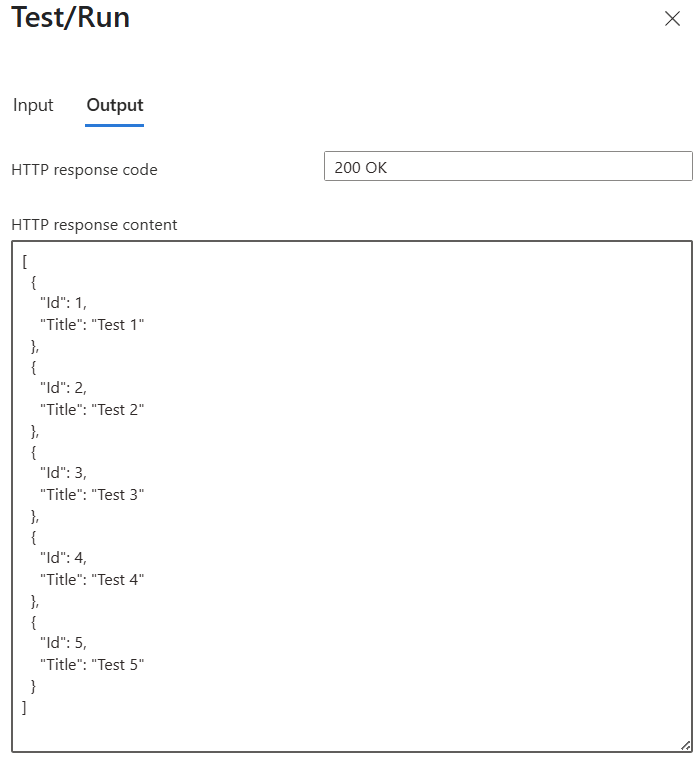 Test/Run
Input Output
HTTP response code 200 OK
HTTP response content
[
  {
    "Id": 1,
    "Title": "Test 1"
  },
  {
    "Id": 2,
    "Title": "Test 2"
  },
  {
    "Id": 3,
    "Title": "Test 3"
  },
  {
    "Id": 4,
    "Title": "Test 4"
  },
  {
    "Id": 5,
    "Title": "Test 5"
  }
]